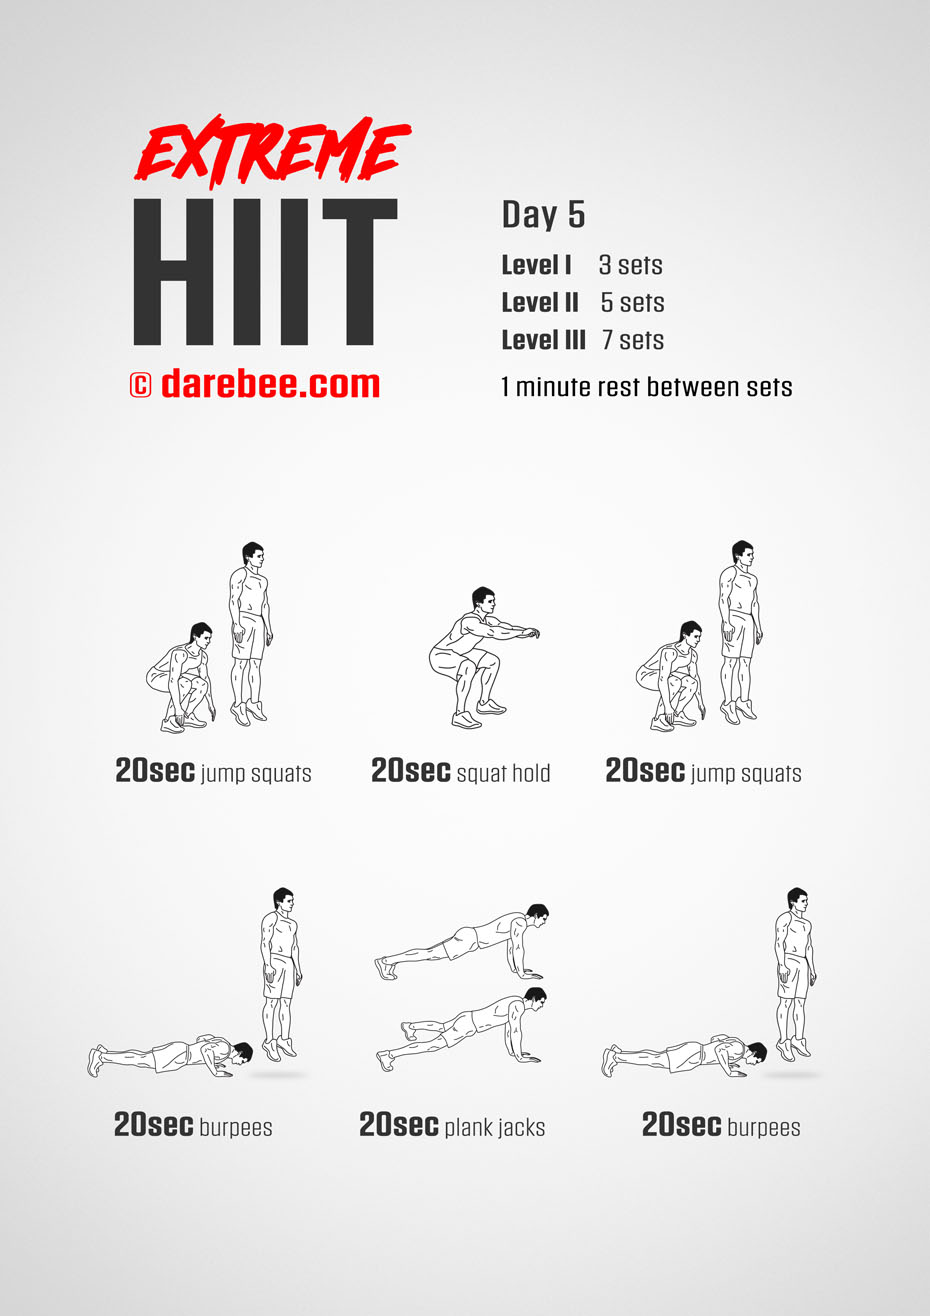 EXTREME
HIIT
© darebee.com
Day 5
Level I 3 sets
Level II 5 sets
Level III 7 sets
1 minute rest between sets
20sec jump squats
20sec squat hold
20sec jump squats
20sec burpees
20sec plank jacks
20sec burpees